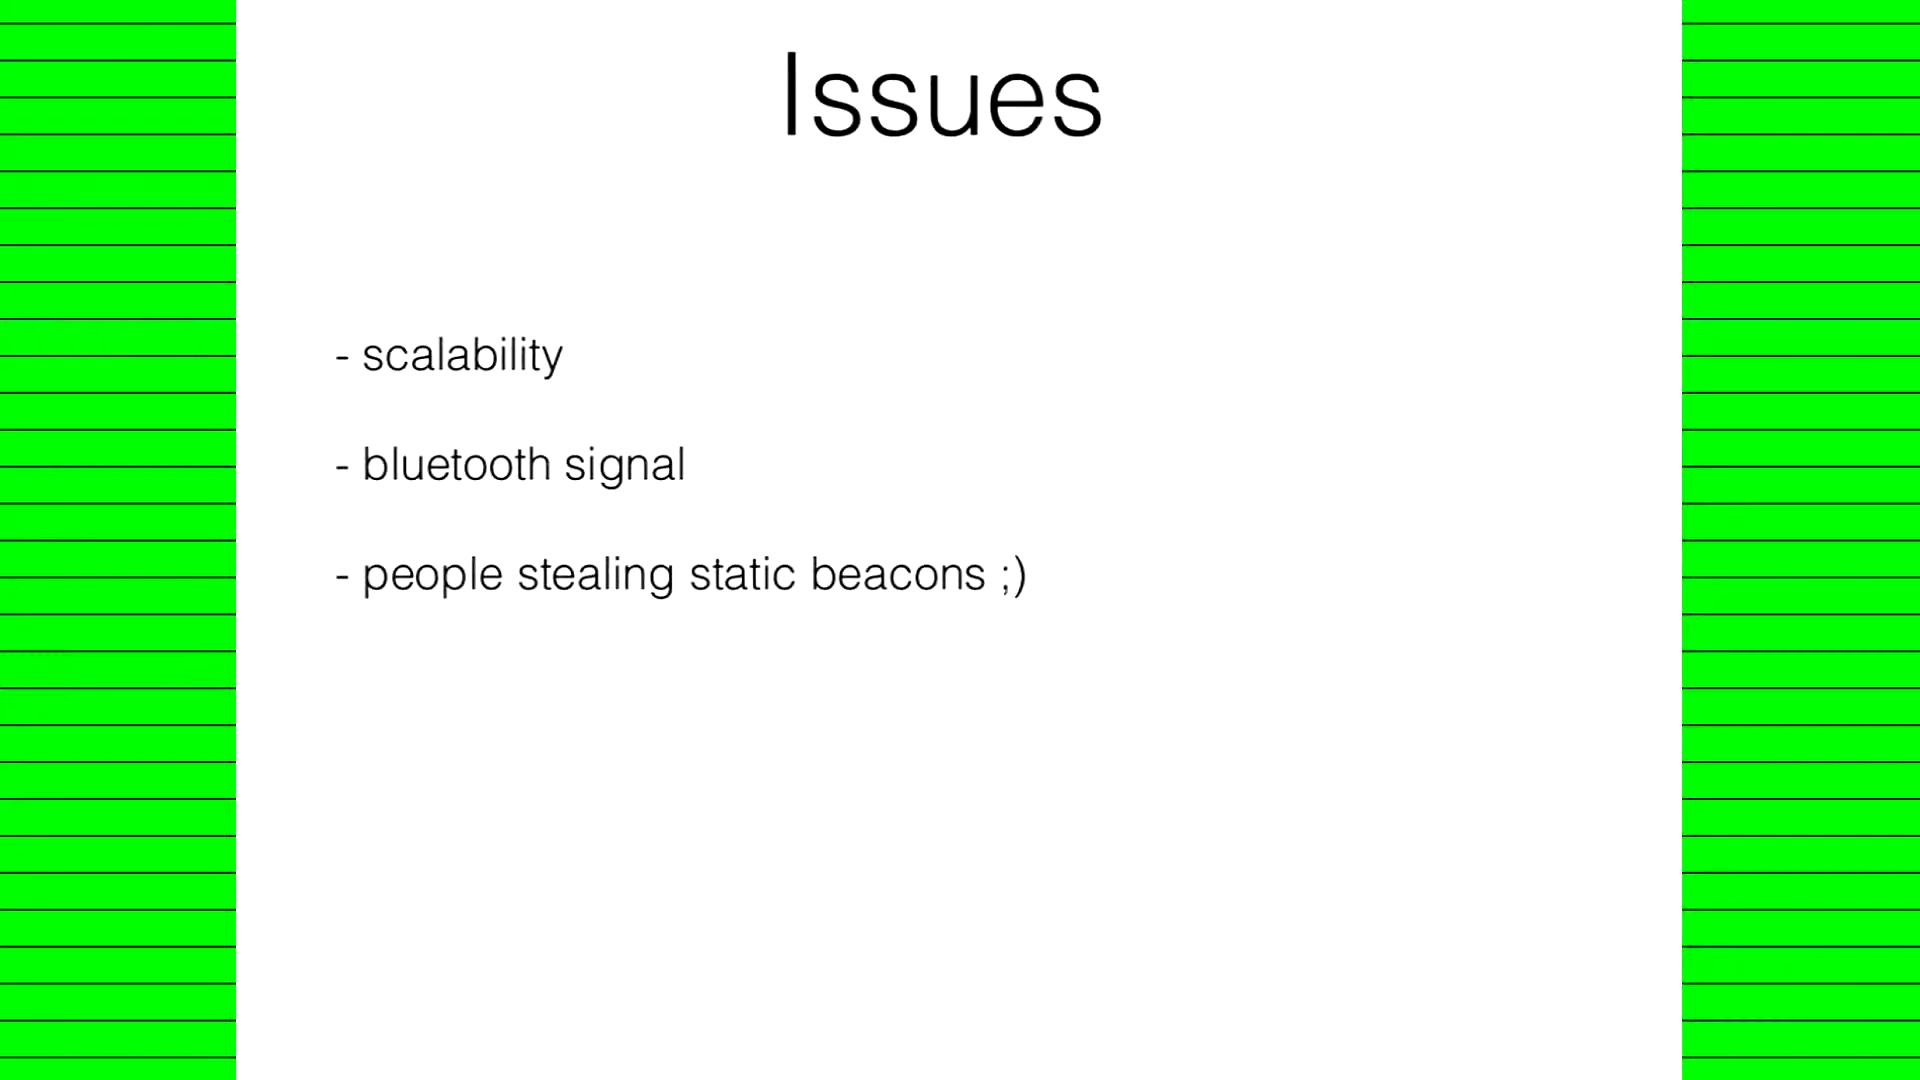 Issues
- scalability
- bluetooth signal
- people stealing static beacons ;)